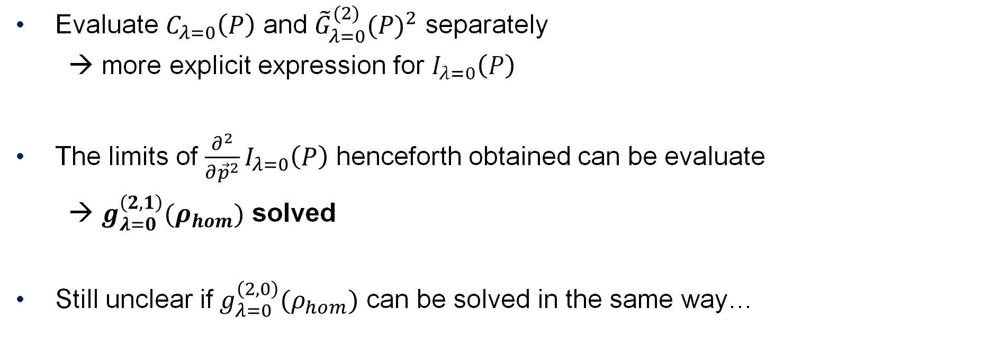 • Evaluate $C_{\lambda=0}(P)$ and $\tilde{G}^{(2)}_{\lambda=0}(P)^2$ separately
→ more explicit expression for $I_{\lambda=0}(P)$
• The limits of $\frac{\partial^2}{\partial \vec{p}^2} I_{\lambda=0}(P)$ henceforth obtained can be evaluate
→ $g^{(2,1)}_{\lambda=0}(\rho_{hom})$ solved
• Still unclear if $g^{(2,0)}_{\lambda=0}(\rho_{hom})$ can be solved in the same way…